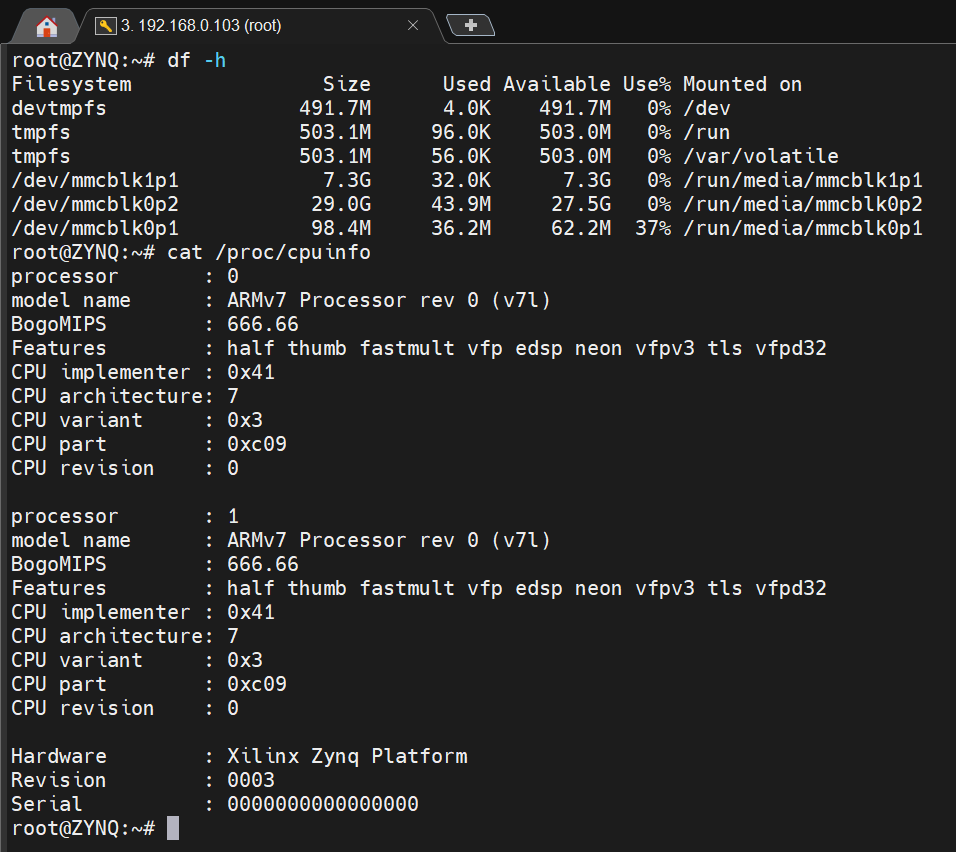 3. 192.168.0.103 (root)
root@ZYNQ:~# df -h
Filesystem                Size      Used Available Use% Mounted on
devtmpfs                491.7M      4.0K    491.7M   0% /dev
tmpfs                   503.1M     96.0K    503.0M   0% /run
tmpfs                   503.1M     56.0K    503.0M   0% /var/volatile
/dev/mmcblk1p1            7.3G     32.0K      7.3G   0% /run/media/mmcblk1p1
/dev/mmcblk0p2           29.0G     43.9M     27.5G   0% /run/media/mmcblk0p2
/dev/mmcblk0p1           98.4M     36.2M     62.2M  37% /run/media/mmcblk0p1
root@ZYNQ:~# cat /proc/cpuinfo
processor       : 0
model name      : ARMv7 Processor rev 0 (v7l)
BogoMIPS        : 666.66
Features        : half thumb fastmult vfp edsp neon vfpv3 tls vfpd32
CPU implementer : 0x41
CPU architecture: 7
CPU variant     : 0x3
CPU part        : 0xc09
CPU revision    : 0

processor       : 1
model name      : ARMv7 Processor rev 0 (v7l)
BogoMIPS        : 666.66
Features        : half thumb fastmult vfp edsp neon vfpv3 tls vfpd32
CPU implementer : 0x41
CPU architecture: 7
CPU variant     : 0x3
CPU part        : 0xc09
CPU revision    : 0

Hardware        : Xilinx Zynq Platform
Revision        : 0003
Serial          : 0000000000000000
root@ZYNQ:~#